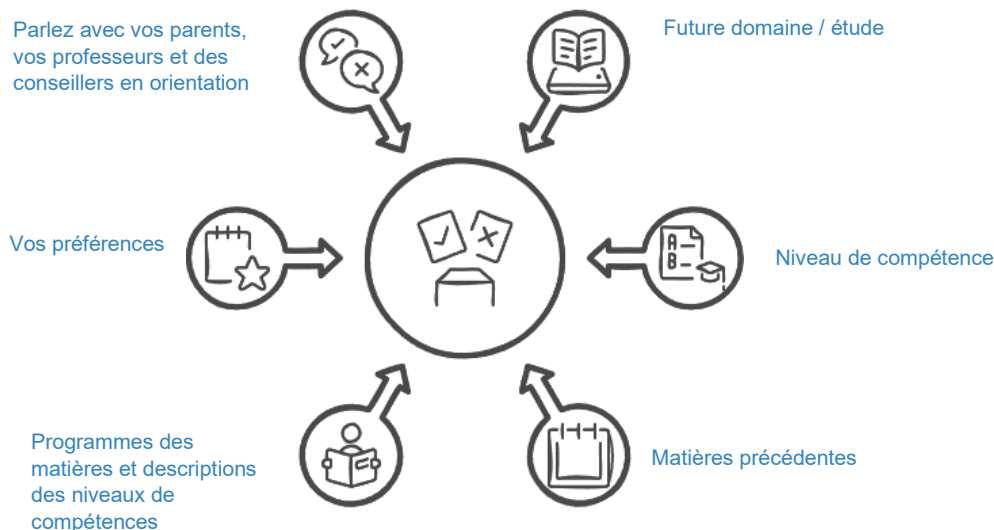 Parlez avec vos parents,
vos professeurs et des
conseillers en orientation
Future domaine / étude
Vos préférences
A
B
Niveau de compétence
Programmes des
matières et descriptions
des niveaux de
compétences
Matières précédentes